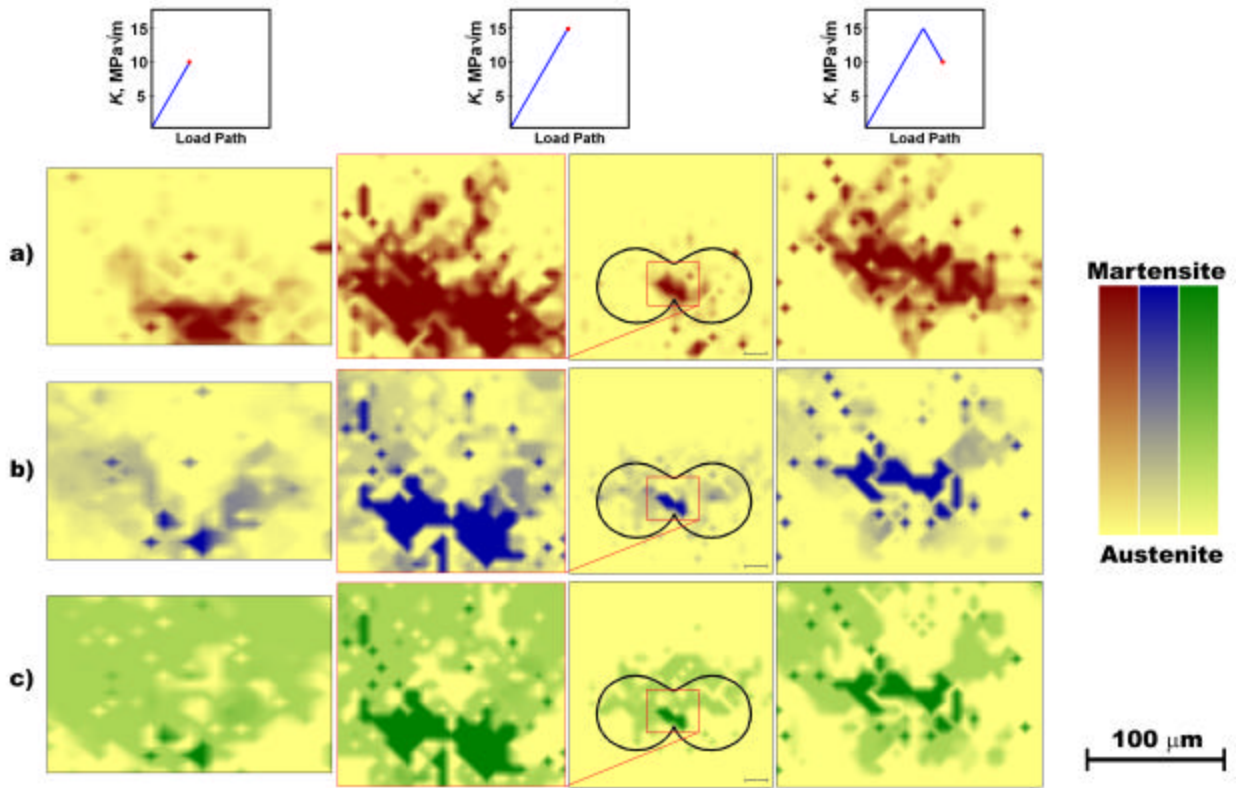 15
10
5
K, MPa√m
Load Path
15
10
5
K, MPa√m
Load Path
15
10
5
K, MPa√m
Load Path
a)
b)
c)
Martensite
Austenite
100 μm